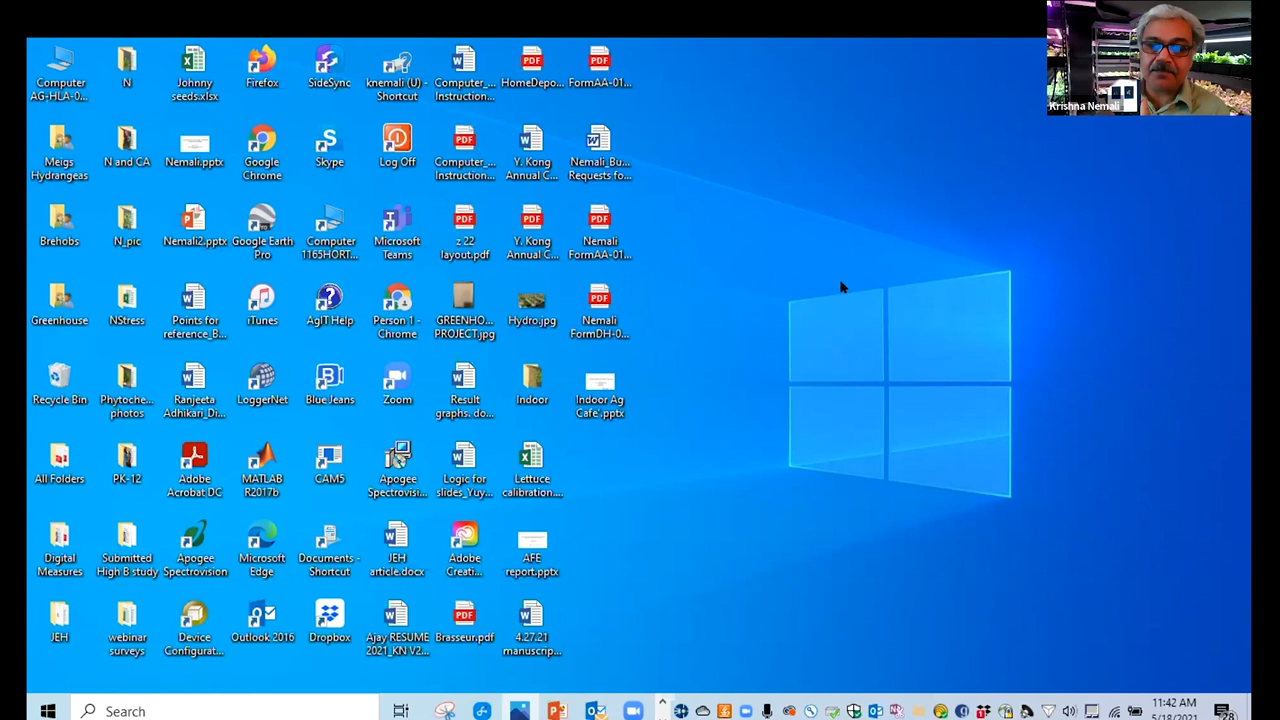 Krishna Nemali
Computer
AG-HLA-0...
N
Johnny
seeds.xlsx
Firefox
SideSync
knemali (U) -
Shortcut
Computer_...
Instruction...
HomeDepo...
FormAA-01...
Meigs
Hydrangeas
N and CA
Nemali.pptx
Google
Chrome
Skype
Log Off
Computer_...
Instruction...
Y. Kong
Annual C...
Nemali_Bu...
Requests fo...
Brehobs
N_pic
Nemali2.pptx
Google Earth
Pro
Computer
1165HORT...
Microsoft
Teams
z 22
layout.pdf
Y. Kong
Annual C...
Nemali
FormAA-01...
Greenhouse
NStress
Points for
reference_B...
iTunes
AgIT Help
Person 1 -
Chrome
GREENHO...
PROJECT.jpg
Hydro.jpg
Nemali
FormDH-0...
Recycle Bin
Phytoche...
photos
Ranjeeta
Adhikari_Di...
LoggerNet
BlueJeans
Zoom
Result
graphs. do...
Indoor
Indoor Ag
Cafe'.pptx
All Folders
PK-12
Adobe
Acrobat DC
MATLAB
R2017b
CAM5
Apogee
Spectrovisi...
Logic for
slides_Yuy...
Lettuce
calibration....
Digital
Measures
Submitted
High B study
Apogee
Spectrovision
Microsoft
Edge
Documents -
Shortcut
JEH
article.docx
Adobe
Creati...
AFE
report.pptx
JEH
webinar
surveys
Device
Configurat...
Outlook 2016
Dropbox
Ajay RESUME
2021_KN V2...
Brasseur.pdf
4.27.21
manuscrip...
Search
11:42 AM
5/18/2021
28